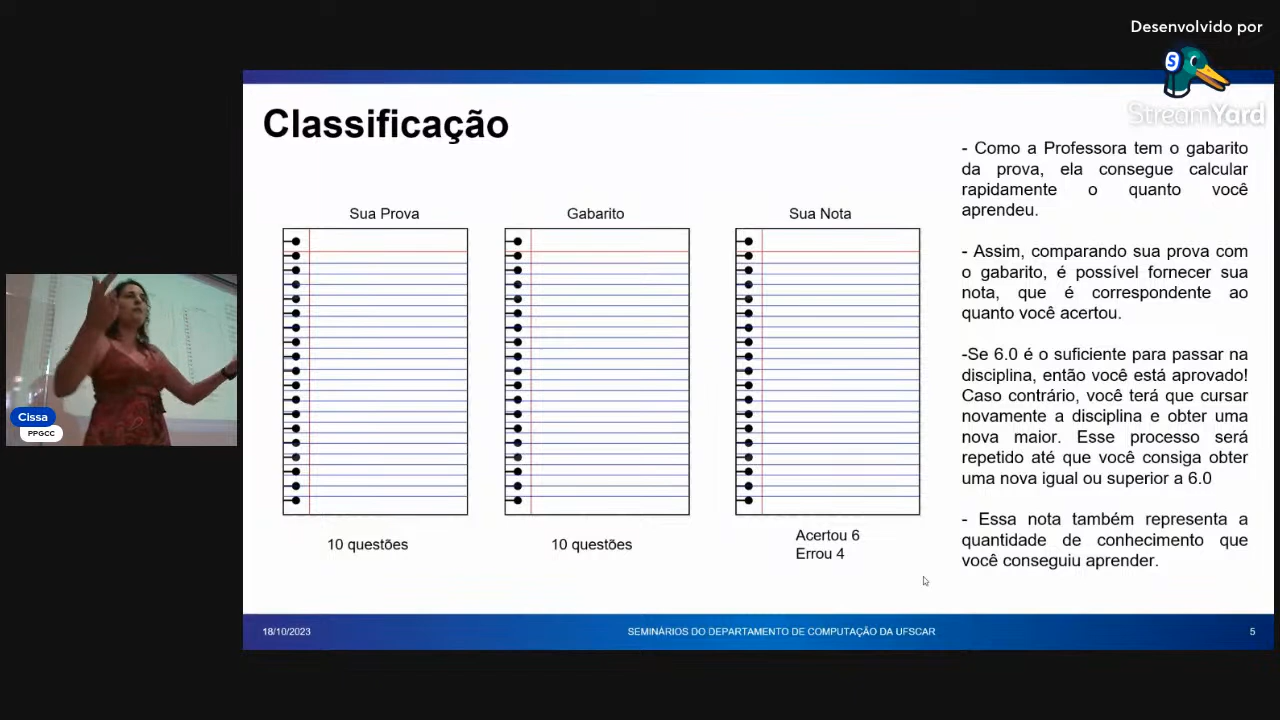 Desenvolvido por
S
StreamYard
Classificação
Sua Prova
Gabarito
Sua Nota
10 questões
10 questões
Acertou 6
Errou 4
- Como a Professora tem o gabarito
da prova, ela consegue calcular
rapidamente o quanto você
aprendeu.
- Assim, comparando sua prova com
o gabarito, é possível fornecer sua
nota, que é correspondente ao
quanto você acertou.
-Se 6.0 é o suficiente para passar na
disciplina, então você está aprovado!
Caso contrário, você terá que cursar
novamente a disciplina e obter uma
nova maior. Esse processo será
repetido até que você consiga obter
uma nova igual ou superior a 6.0
- Essa nota também representa a
quantidade de conhecimento que
você conseguiu aprender.
Cissa
PPGCC
18/10/2023
SEMINÁRIOS DO DEPARTAMENTO DE COMPUTAÇÃO DA UFSCAR
5